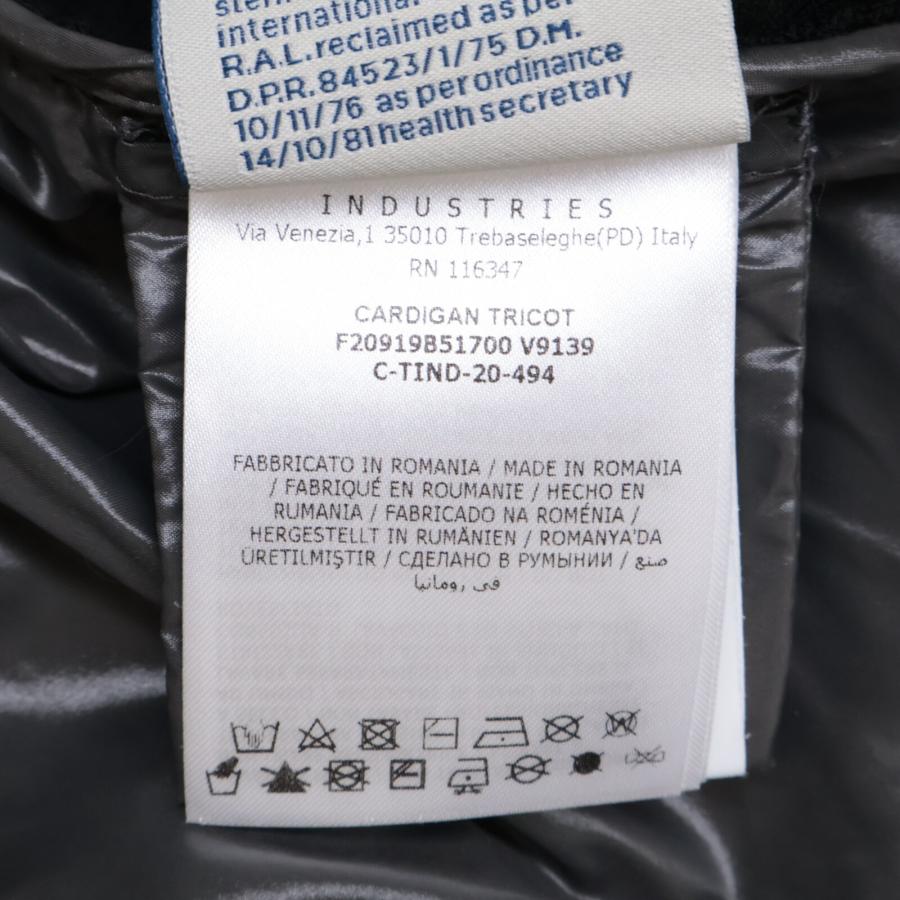 international.
R.A.L.reclaimed as per
D.P.R. 84523/1/75 D.M.
10/11/76 as per ordinance
14/10/81 health secretary
INDUSTRIES
Via Venezia,1 35010 Trebaseleghe(PD) Italy
RN 116347
CARDIGAN TRICOT
F20919B51700 V9139
C-TIND-20-494
FABBRICATO IN ROMANIA / MADE IN ROMANIA
/ FABRIQUÉ EN ROUMANIE / HECHO EN
RUMANIA / FABRICADO NA ROMÉNIA /
HERGESTELLT IN RUMÄNIEN / ROMANYA'DA
ÜRETILMIŞTIR / СДЕЛАНО В РУМЫНИИ / صنع
في رومانيا